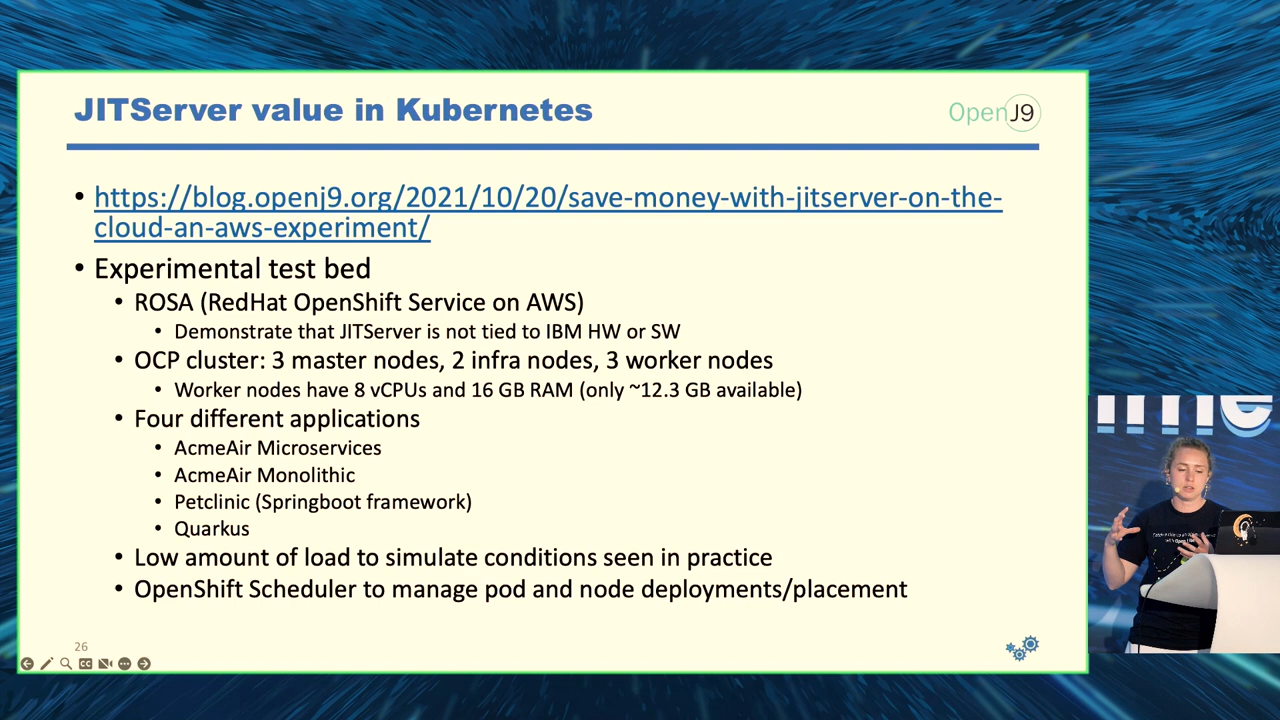 JITServer value in Kubernetes
OpenJ9
• https://blog.openj9.org/2021/10/20/save-money-with-jitserver-on-the-
cloud-an-aws-experiment/
• Experimental test bed
• ROSA (RedHat OpenShift Service on AWS)
• Demonstrate that JITServer is not tied to IBM HW or SW
• OCP cluster: 3 master nodes, 2 infra nodes, 3 worker nodes
• Worker nodes have 8 vCPUs and 16 GB RAM (only ~12.3 GB available)
• Four different applications
• AcmeAir Microservices
• AcmeAir Monolithic
• Petclinic (Springboot framework)
• Quarkus
• Low amount of load to simulate conditions seen in practice
• OpenShift Scheduler to manage pod and node deployments/placement
26
CC